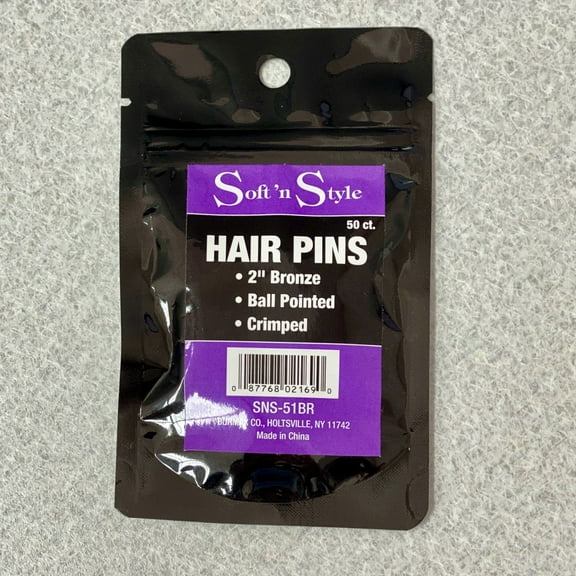 Soft 'n Style
50 ct.
HAIR PINS
• 2" Bronze
• Ball Pointed
• Crimped
0 87768 02169 0
SNS-51BR
CO., HOLTSVILLE, NY 11742
Made in China